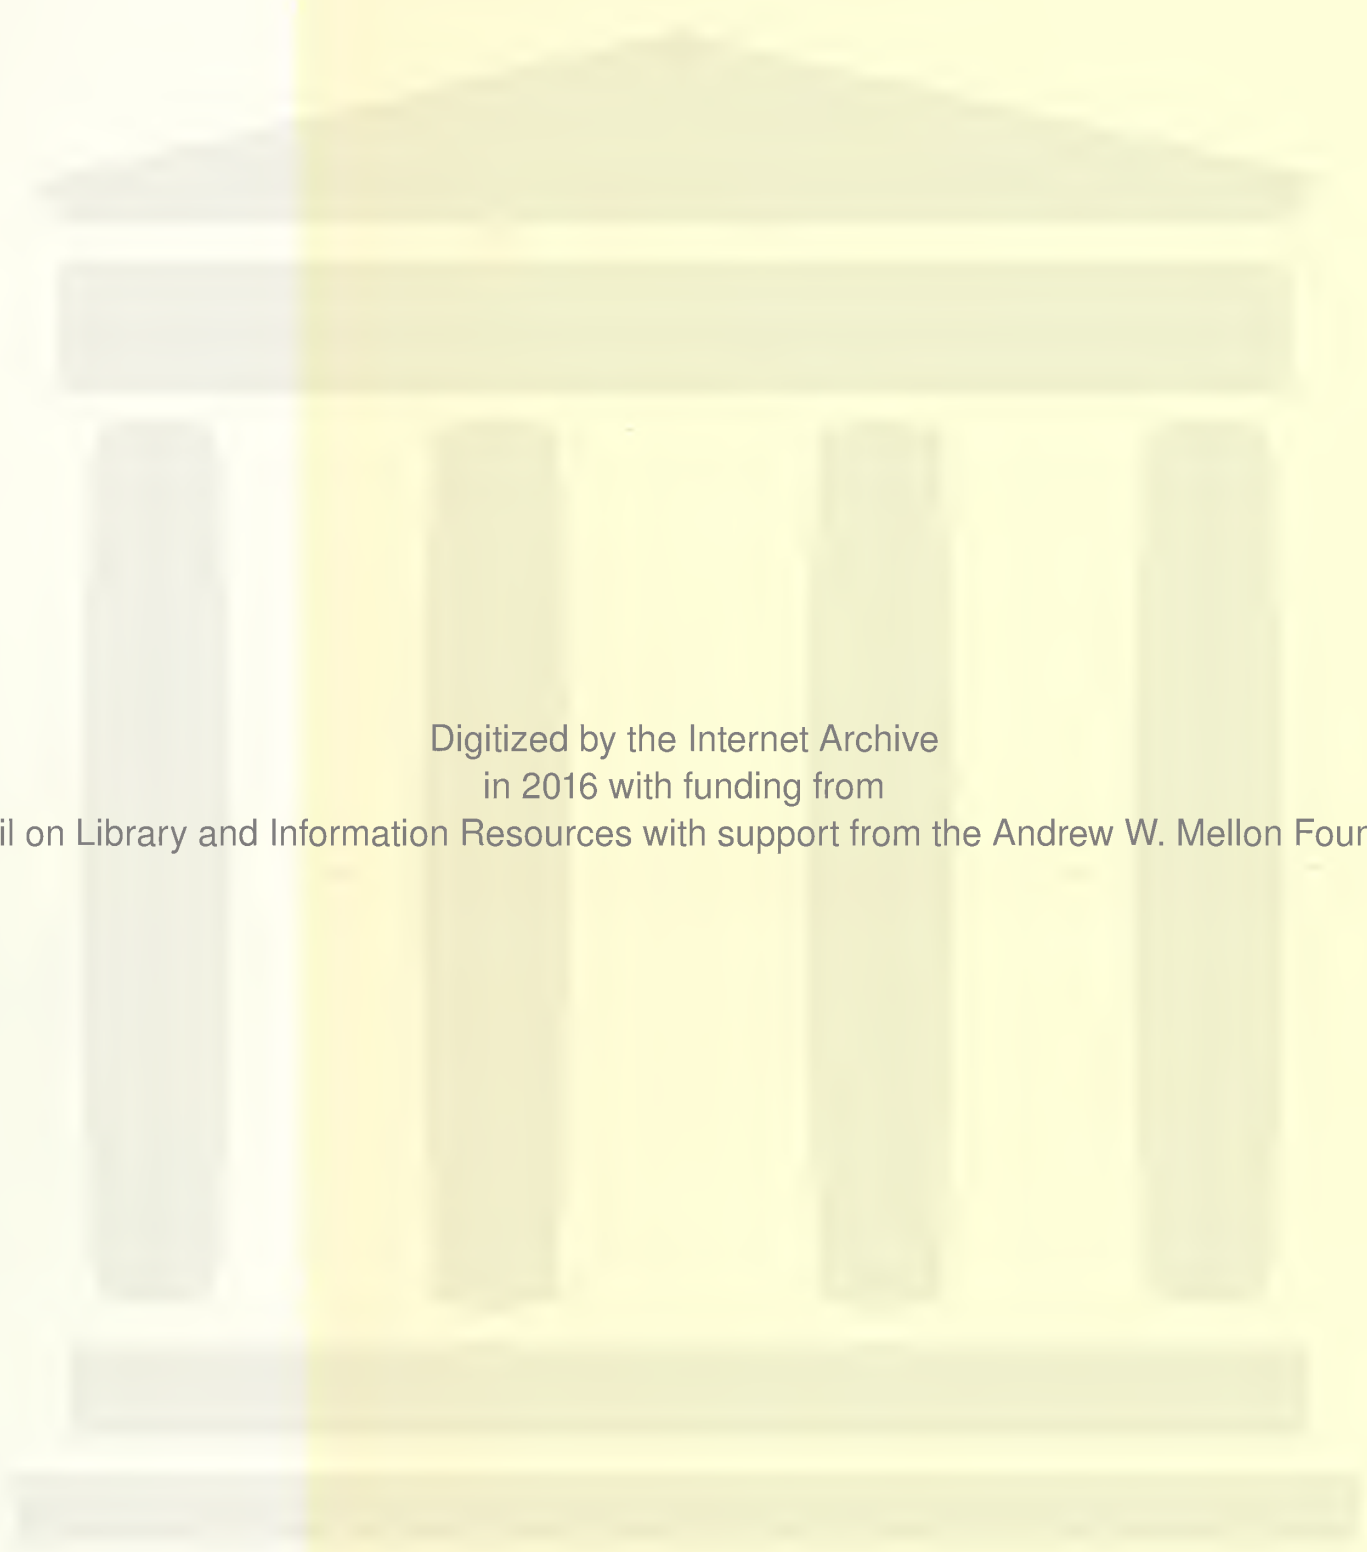 Digitized by the Internet Archive
in 2016 with funding from
il on Library and Information Resources with support from the Andrew W. Mellon Four